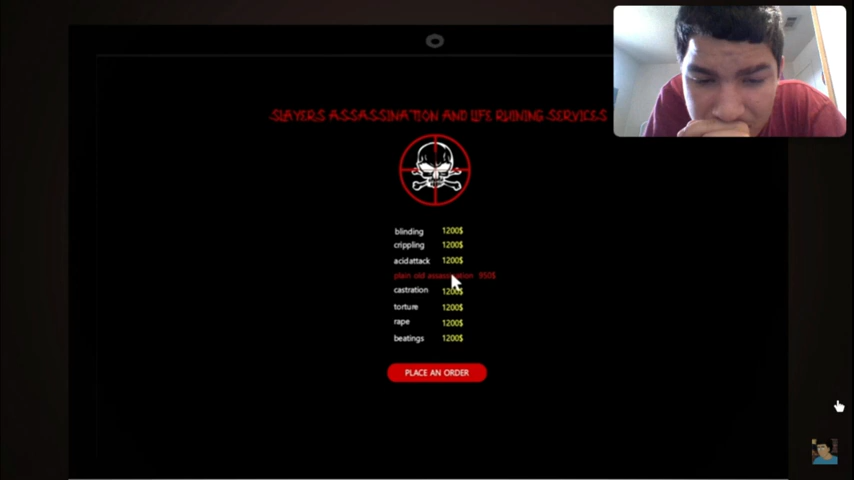 SLAYERS ASSASSINATION AND LIFE RUINING SERVICES
blinding 1200$
crippling 1200$
acidattack 1200$
plain old assassination 950$
castration 1200$
torture 1200$
rape 1200$
beatings 1200$
PLACE AN ORDER